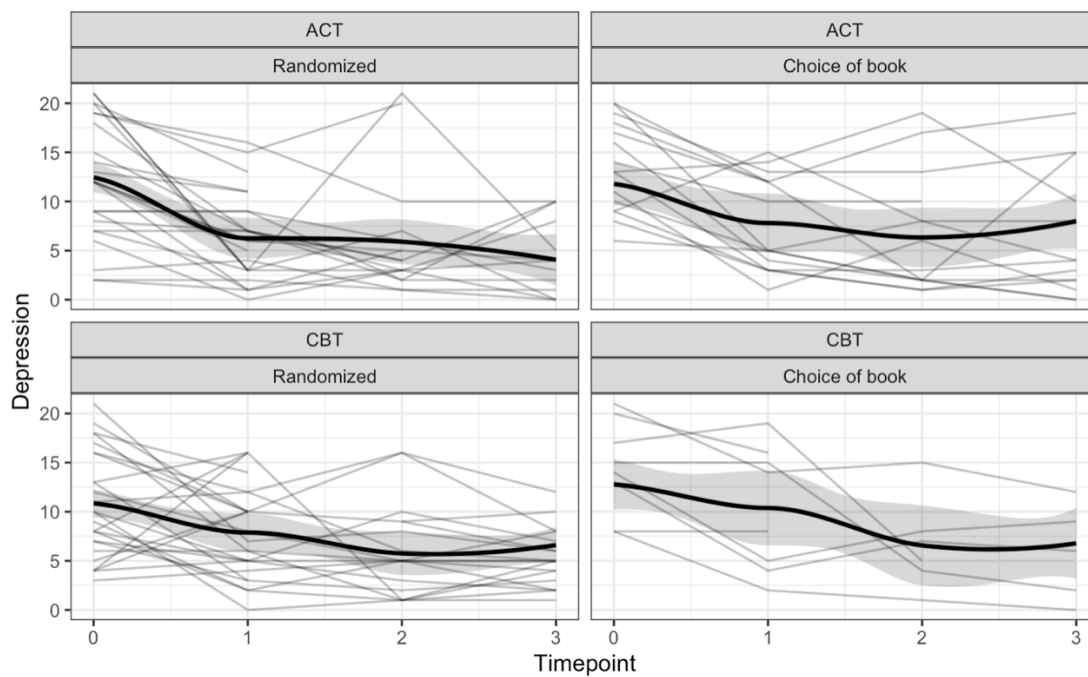 ACT
Randomized
ACT
Choice of book
20
15
10
5
0
CBT
Randomized
CBT
Choice of book
20
15
10
5
0
0 1 2 3
0 1 2 3
Depression
Timepoint